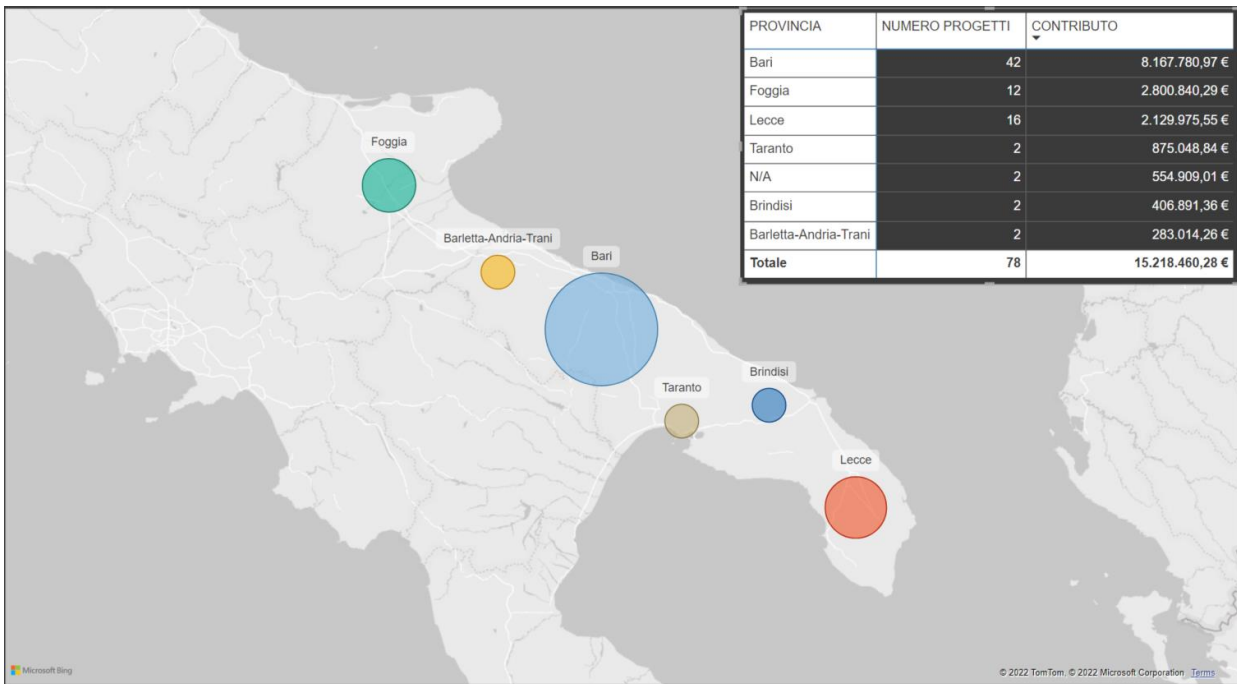 PROVINCIA NUMERO PROGETTI CONTRIBUTO
Bari 42 8.167.780,97 €
Foggia 12 2.800.840,29 €
Lecce 16 2.129.975,55 €
Taranto 2 875.048,84 €
N/A 2 554.909,01 €
Brindisi 2 406.891,36 €
Barletta-Andria-Trani 2 283.014,26 €
Totale 78 15.218.460,28 €
Foggia
Barletta-Andria-Trani
Bari
Brindisi
Taranto
Lecce
Microsoft Bing
© 2022 TomTom, © 2022 Microsoft Corporation Terms